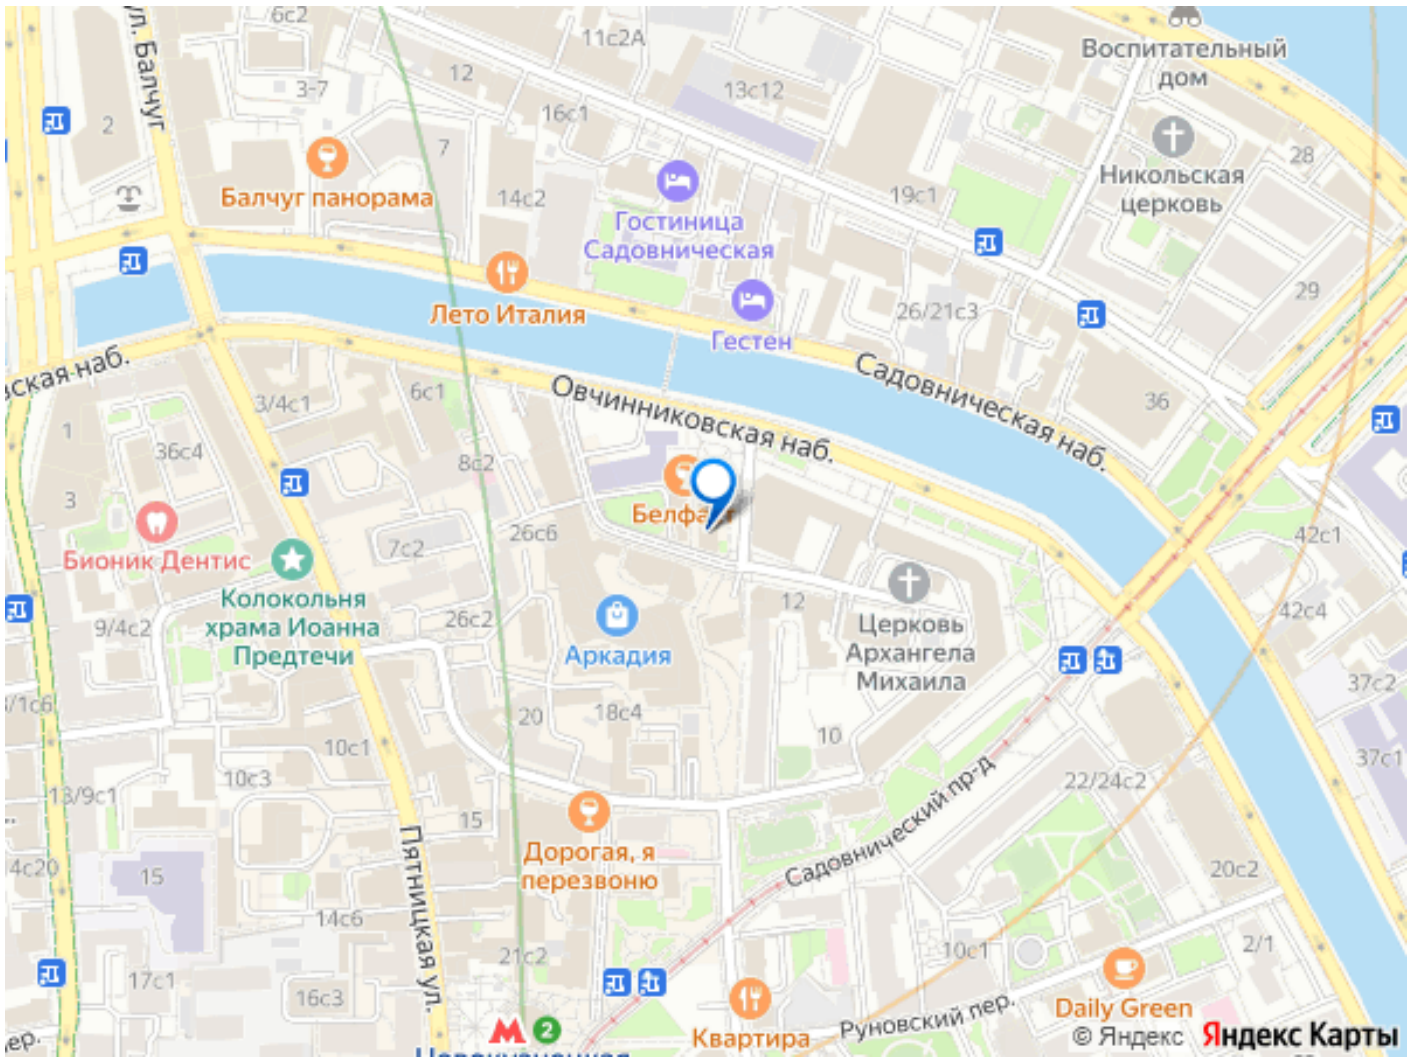 6с2
11с2А
Воспитательный
дом
ул. Балчуг
12
3-7
13с12
16с1
2
7
28
Балчуг панорама
14с2
19с1
Никольская
церковь
Гостиница
Садовническая
29
Лето Италия
26/21с3
Гестен
вская наб.
Садовническая наб.
Овчинниковская наб.
6с1
3/4с1
36
1
36с4
8с2
3
Белфа
26с6
7с2
42с1
Бионик Дентис
Колокольня
храма Иоанна
Предтечи
9/4с2
26с2
12
Церковь
Архангела
Михаила
42с4
Аркадия
37с2
/1с6
20
18с4
10
10с1
37с1
10с3
22/24с2
13/9с1
15
Садовнический пр-д
Пятницкая ул.
Дорогая, я
перезвоню
4с20
15
20с2
14с6
21с2
10с1
2/1
17с1
16с3
Руновский пер.
Daily Green
2
Квартира
ер.
Новокузнецкая
© Яндекс Яндекс Карты